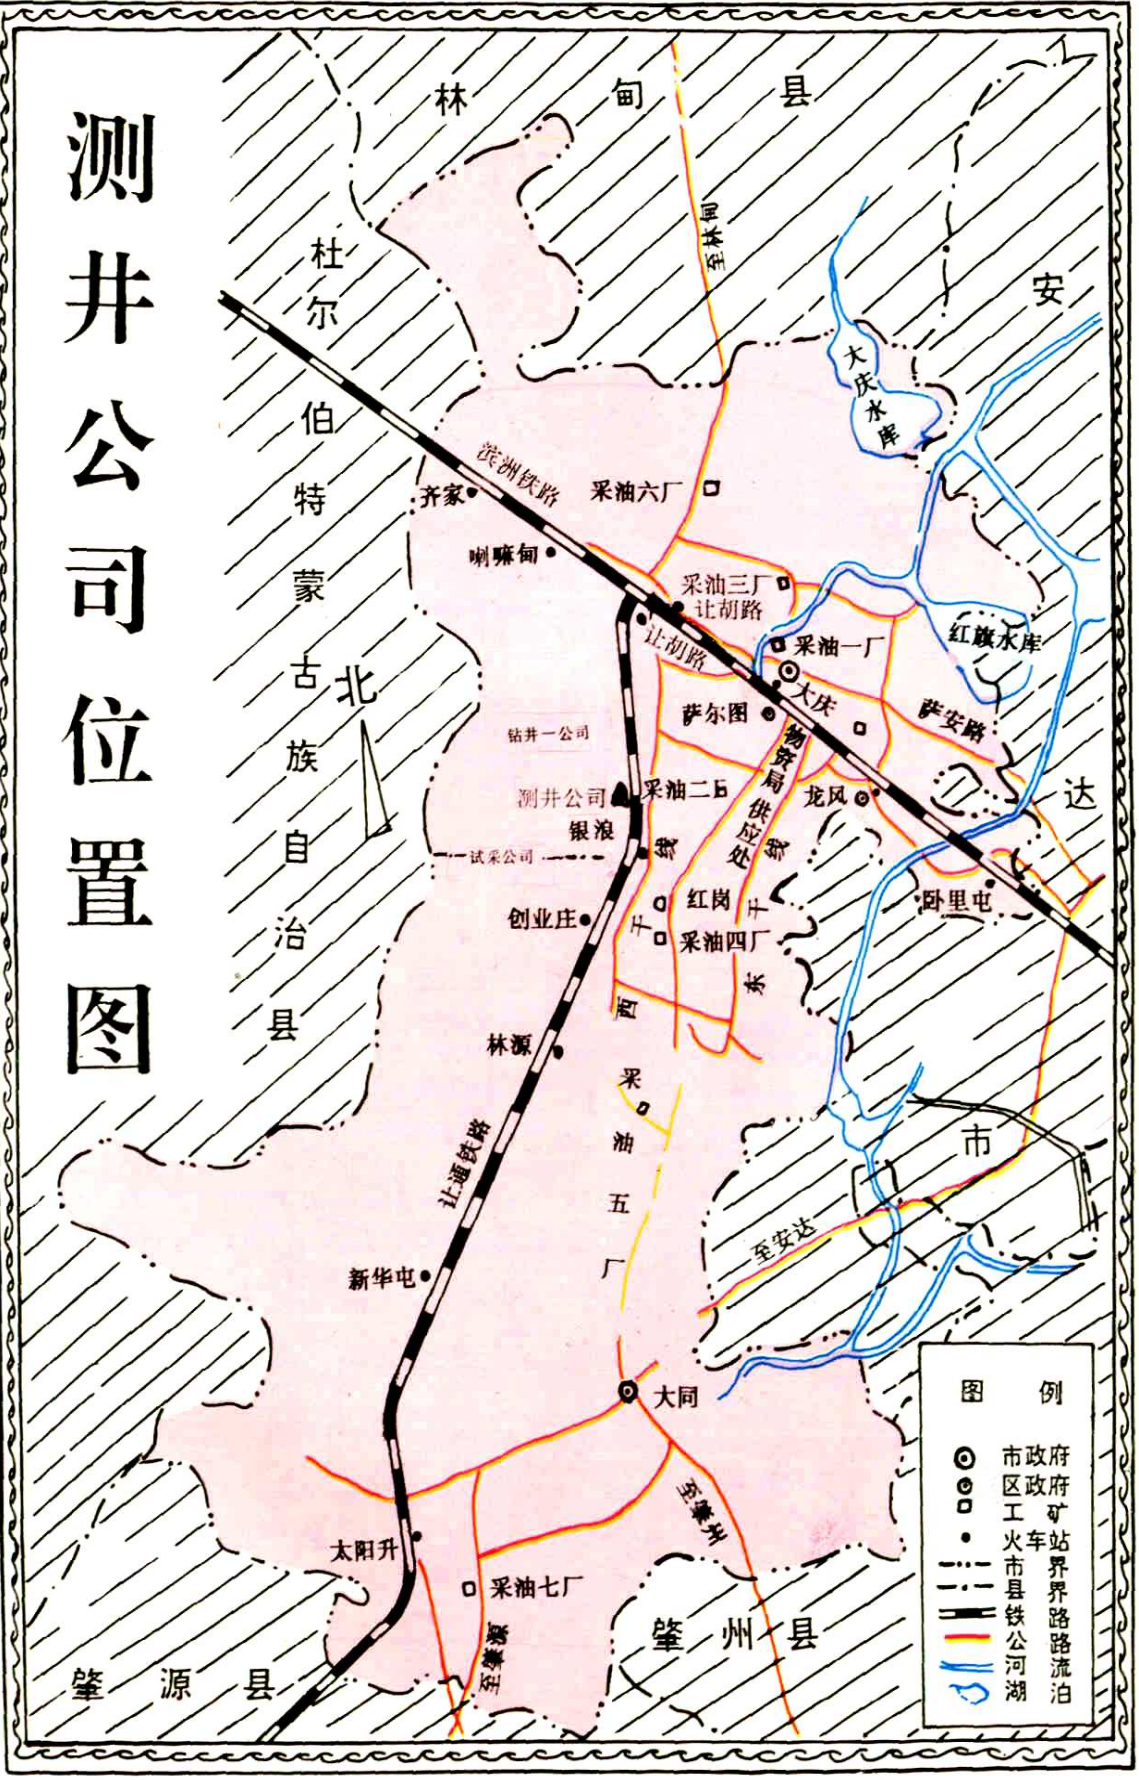 测井公司位置图
林甸县
杜尔伯特蒙古族自治县
安达市
至林甸
大庆水库
滨洲铁路
齐家
采油六厂
喇嘛甸
采油三厂
让胡路
让胡路
采油一厂
红旗水库
大庆
萨尔图
萨安路
钻井一公司
物资局供应处
测井公司
采油二厂
龙凤
银浪
试采公司
卧里屯
创业庄
红岗
采油四厂
西干线
东干线
林源
采油五厂
让通铁路
至安达
新华屯
大同
至肇州
太阳升
采油七厂
至肇源
肇州县
肇源县
北
图例
市政府
区政府
工矿
火车站
市界
县界
铁路
公路
河流
湖泊